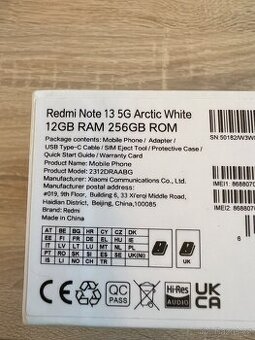 Redmi Note 13 5G Arctic White
12GB RAM 256GB ROM
Package contents: Mobile Phone / Adapter /
USB Type-C Cable / SIM Eject Tool / Protective Case /
Quick Start Guide / Warranty Card
Product name: Mobile Phone
Model: 2312DRAABG
Manufacturer: Xiaomi Communications Co., Ltd.
Manufacturer postal address:
#019, 9th Floor, Building 6, 33 Xi'erqi Middle Road,
Haidian District, Beijing, China, 100085
Brand: Redmi
Made in China
SN
IMEI1: 868807
IMEI2: 868807
6
AT BE BG HR CY CZ DK
EE FI FR DE EL HU IE
IT LV LT LU MT NL PL
PT RO SK SI ES SE UK(NI)
IS LI NO CH TR
UK
QC
PASS
Hi-Res
AUDIO
UK
CA